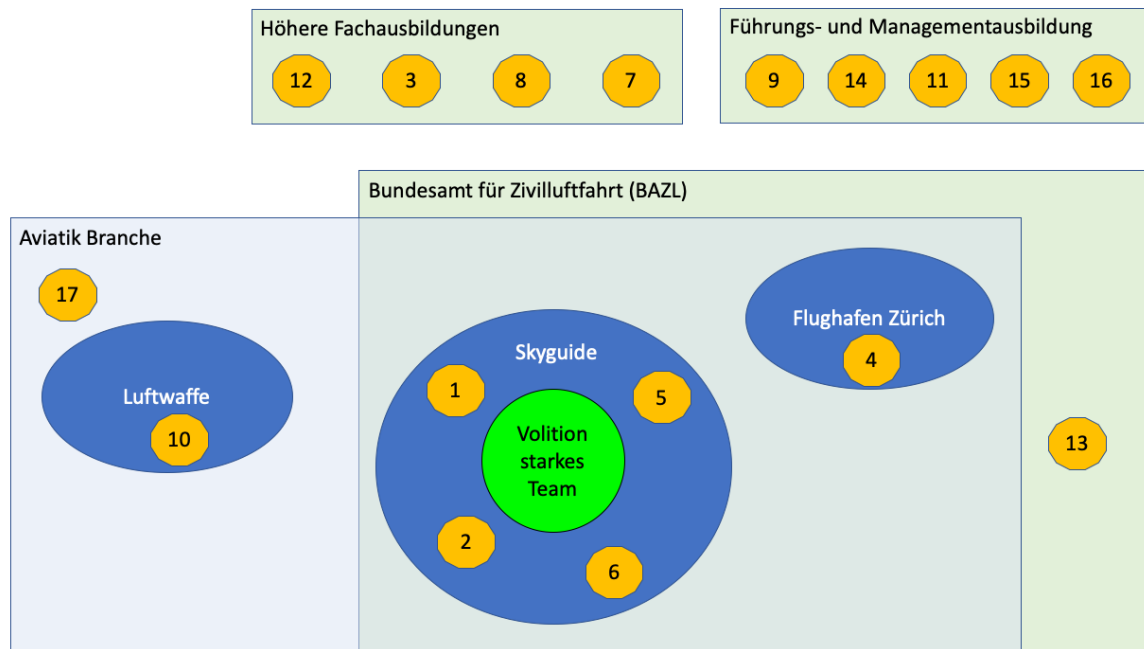 Höhere Fachausbildungen
12 3 8 7
Führungs- und Managementausbildung
9 14 11 15 16
Bundesamt für Zivilluftfahrt (BAZL)
Aviatik Branche
17
Luftwaffe
10
Skyguide
1
5
Volition
starkes
Team
2
6
Flughafen Zürich
4
13